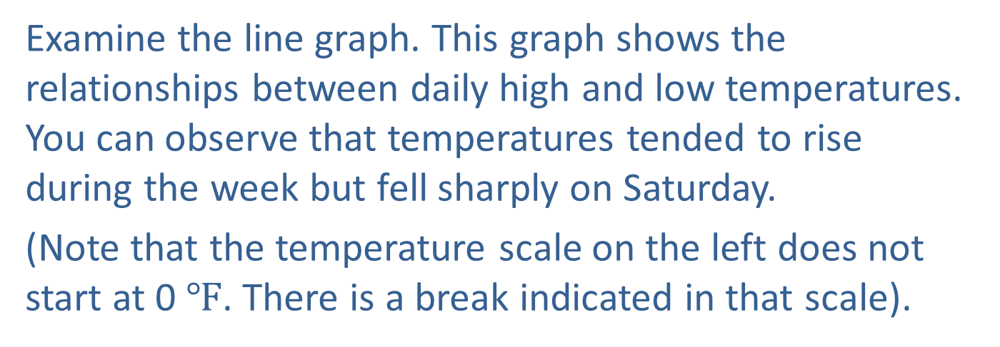 Examine the line graph. This graph shows the
relationships between daily high and low temperatures.
You can observe that temperatures tended to rise
during the week but fell sharply on Saturday.
(Note that the temperature scale on the left does not
start at 0 °F. There is a break indicated in that scale).